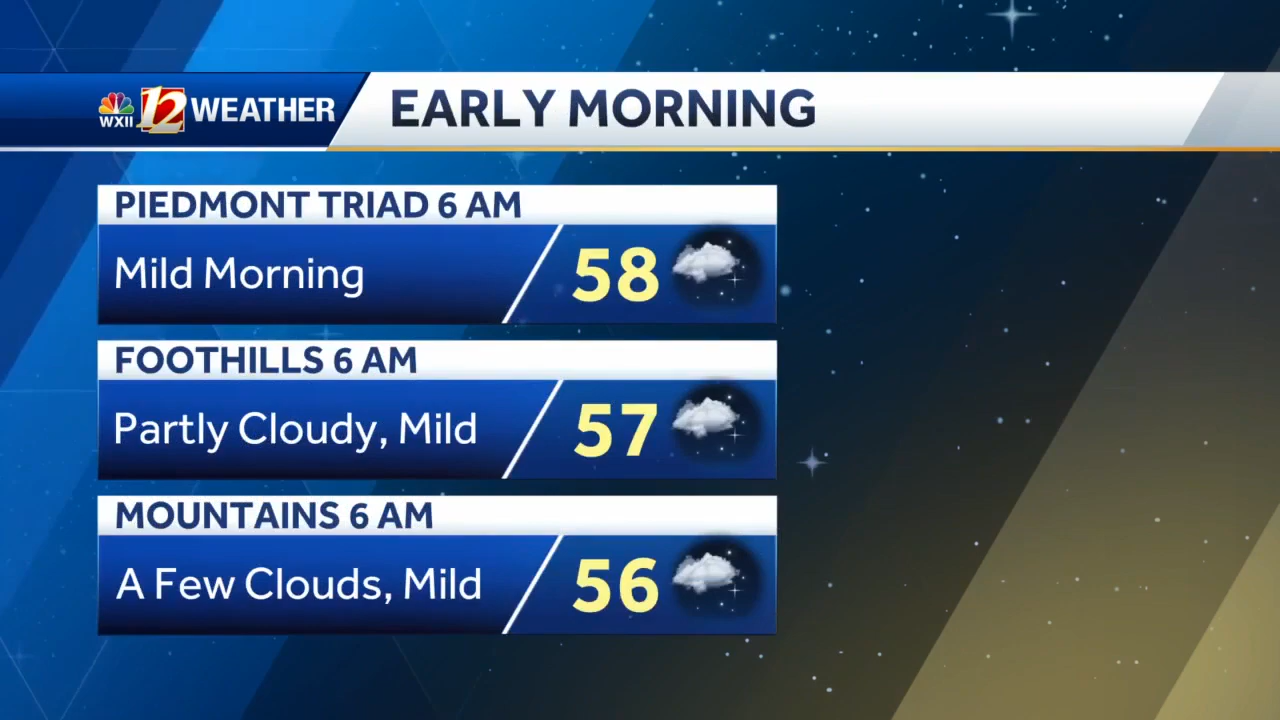 WXII 12 WEATHER
EARLY MORNING
PIEDMONT TRIAD 6 AM
Mild Morning
58
FOOTHILLS 6 AM
Partly Cloudy, Mild
57
MOUNTAINS 6 AM
A Few Clouds, Mild
56